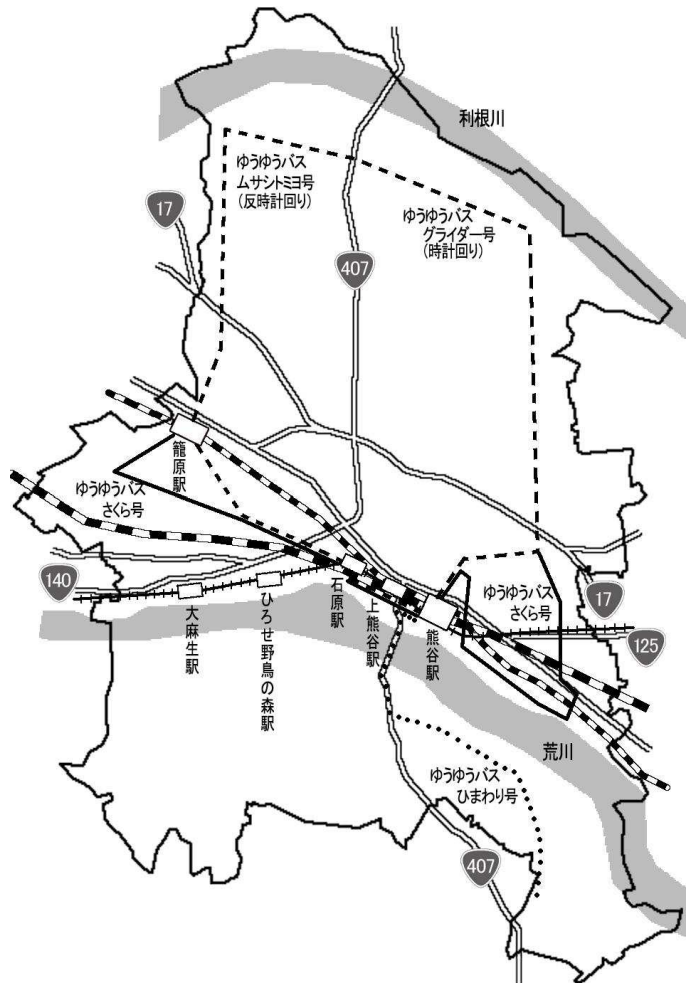 利根川
ゆうゆうバス
ムサシトミヨ号
(反時計回り)
ゆうゆうバス
グライダー号
(時計回り)
17
407
籠原駅
ゆうゆうバス
さくら号
140
大麻生駅
ひろせ野鳥の森駅
石原駅
上熊谷駅
熊谷駅
ゆうゆうバス
さくら号
17
125
荒川
ゆうゆうバス
ひまわり号
407